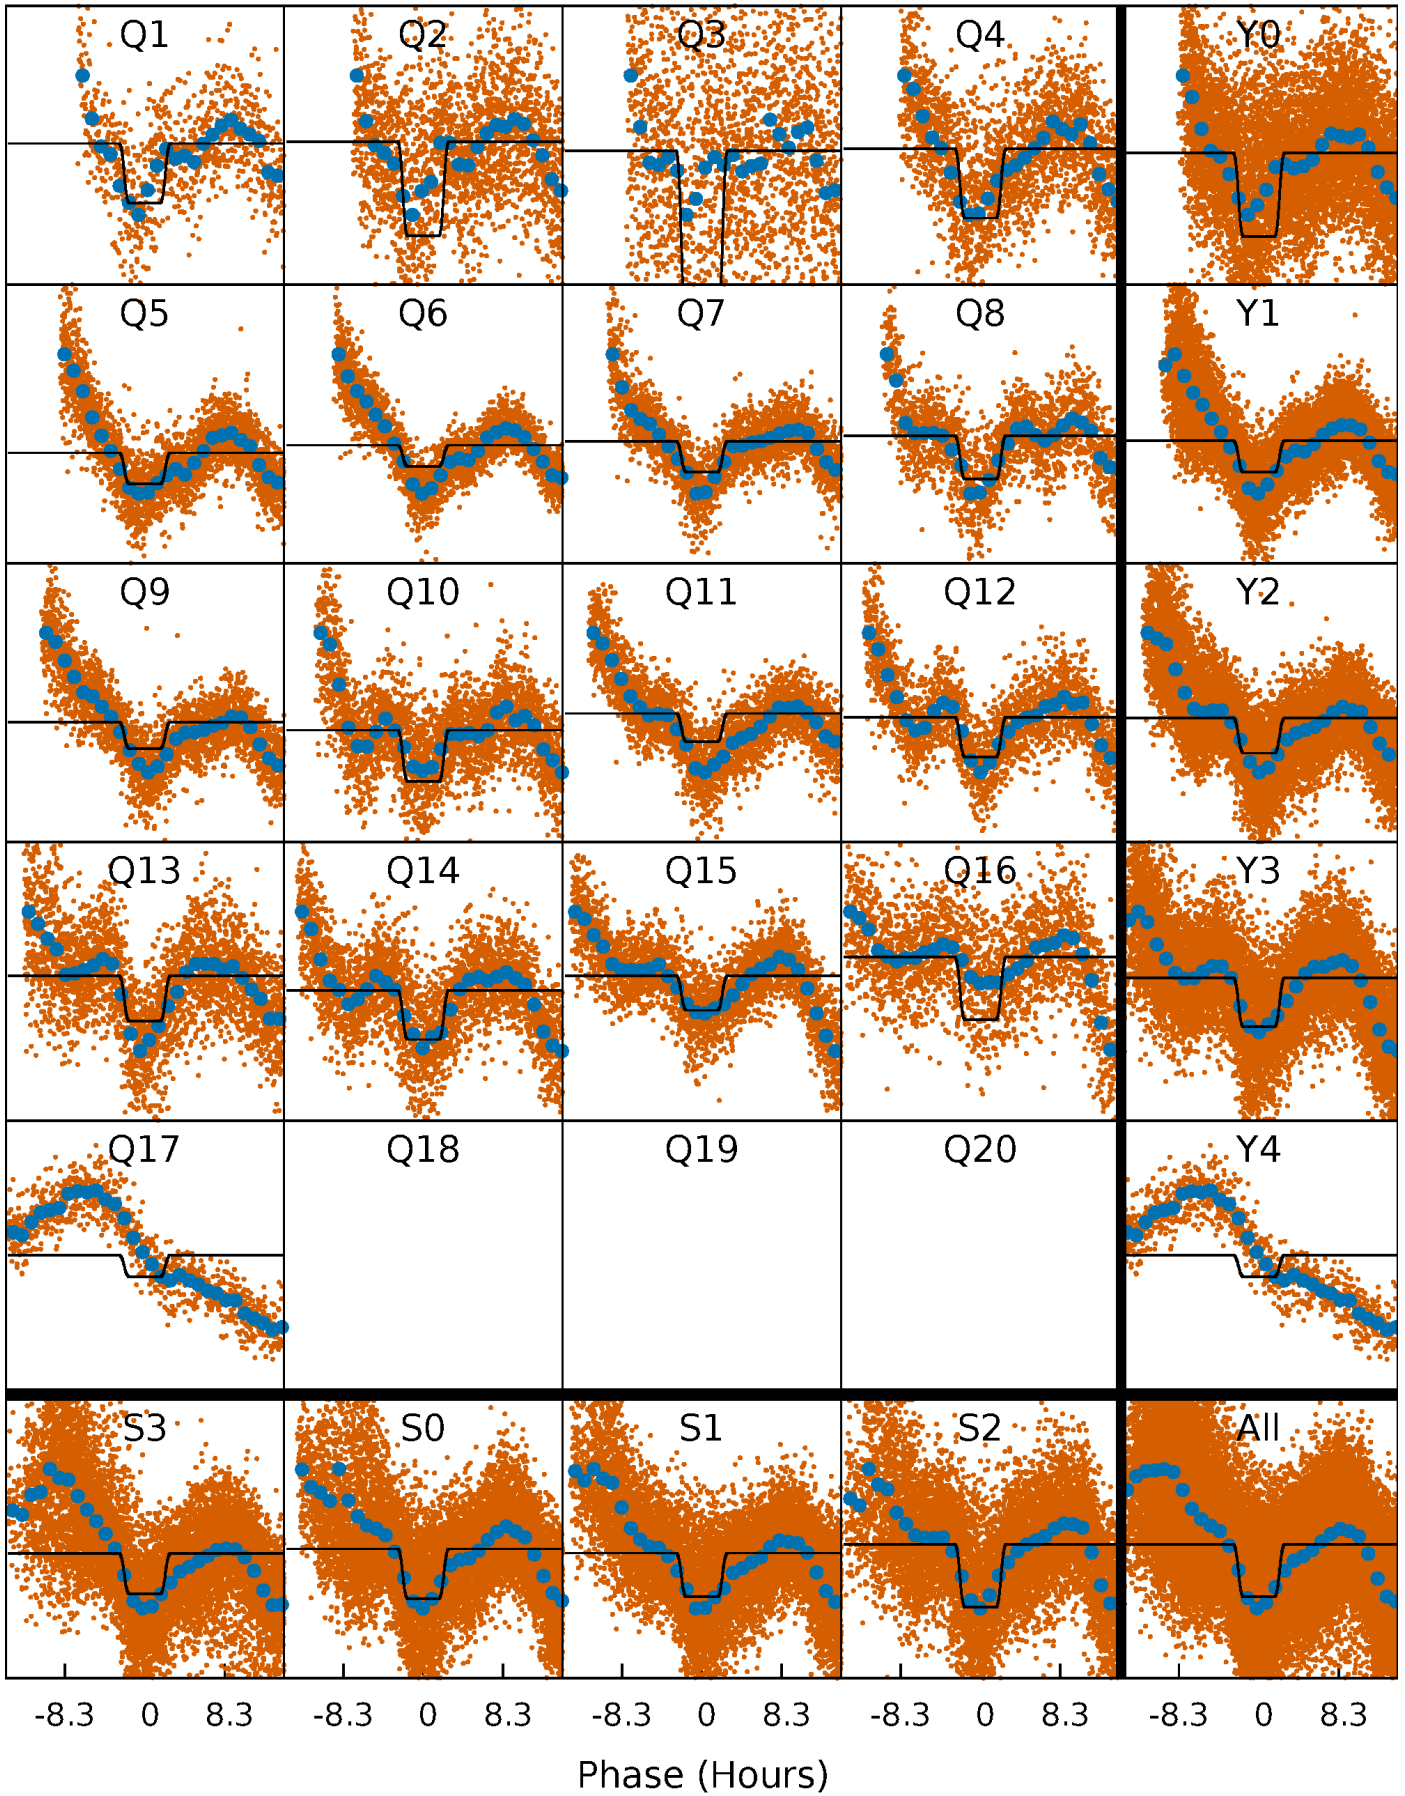 Q1 Q2 Q3 Q4 Y0
Q5 Q6 Q7 Q8 Y1
Q9 Q10 Q11 Q12 Y2
Q13 Q14 Q15 Q16 Y3
Q17 Q18 Q19 Q20 Y4
S3 S0 S1 S2 All
-8.3 0 8.3 -8.3 0 8.3 -8.3 0 8.3 -8.3 0 8.3 -8.3 0 8.3
Phase (Hours)